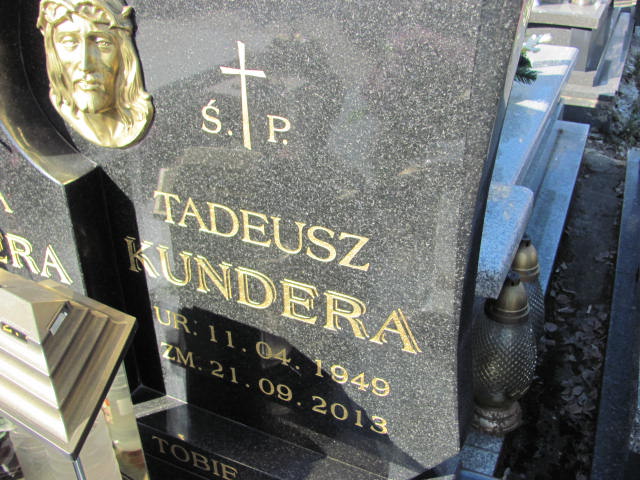 Ś. P.
TADEUSZ
KUNDERA
UR. 11.04.1949
ZM. 21.09.2013
TOBIE